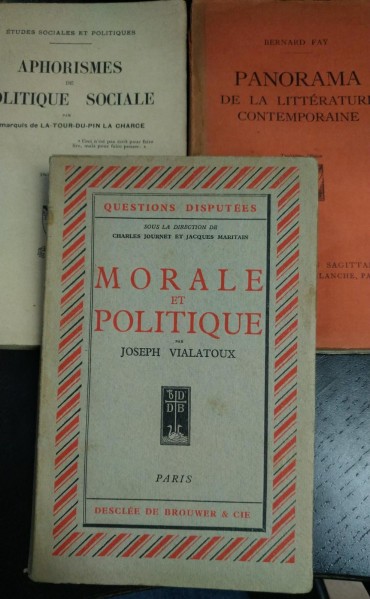 ÉTUDES SOCIALES ET POLITIQUES
APHORISMES
DE
POLITIQUE SOCIALE
marquis de LA TOUR-DU-PIN LA CHARCE
BERNARD FAŸ
PANORAMA
DE LA LITTÉRATURE
CONTEMPORAINE
SAGITTA
LANCHE, PA
QUESTIONS DISPUTÉES
SOUS LA DIRECTION DE
CHARLES JOURNET ET JACQUES MARITAIN
MORALE
ET
POLITIQUE
PAR
JOSEPH VIALATOUX
DDB
PARIS
DESCLÉE DE BROUWER & CIE